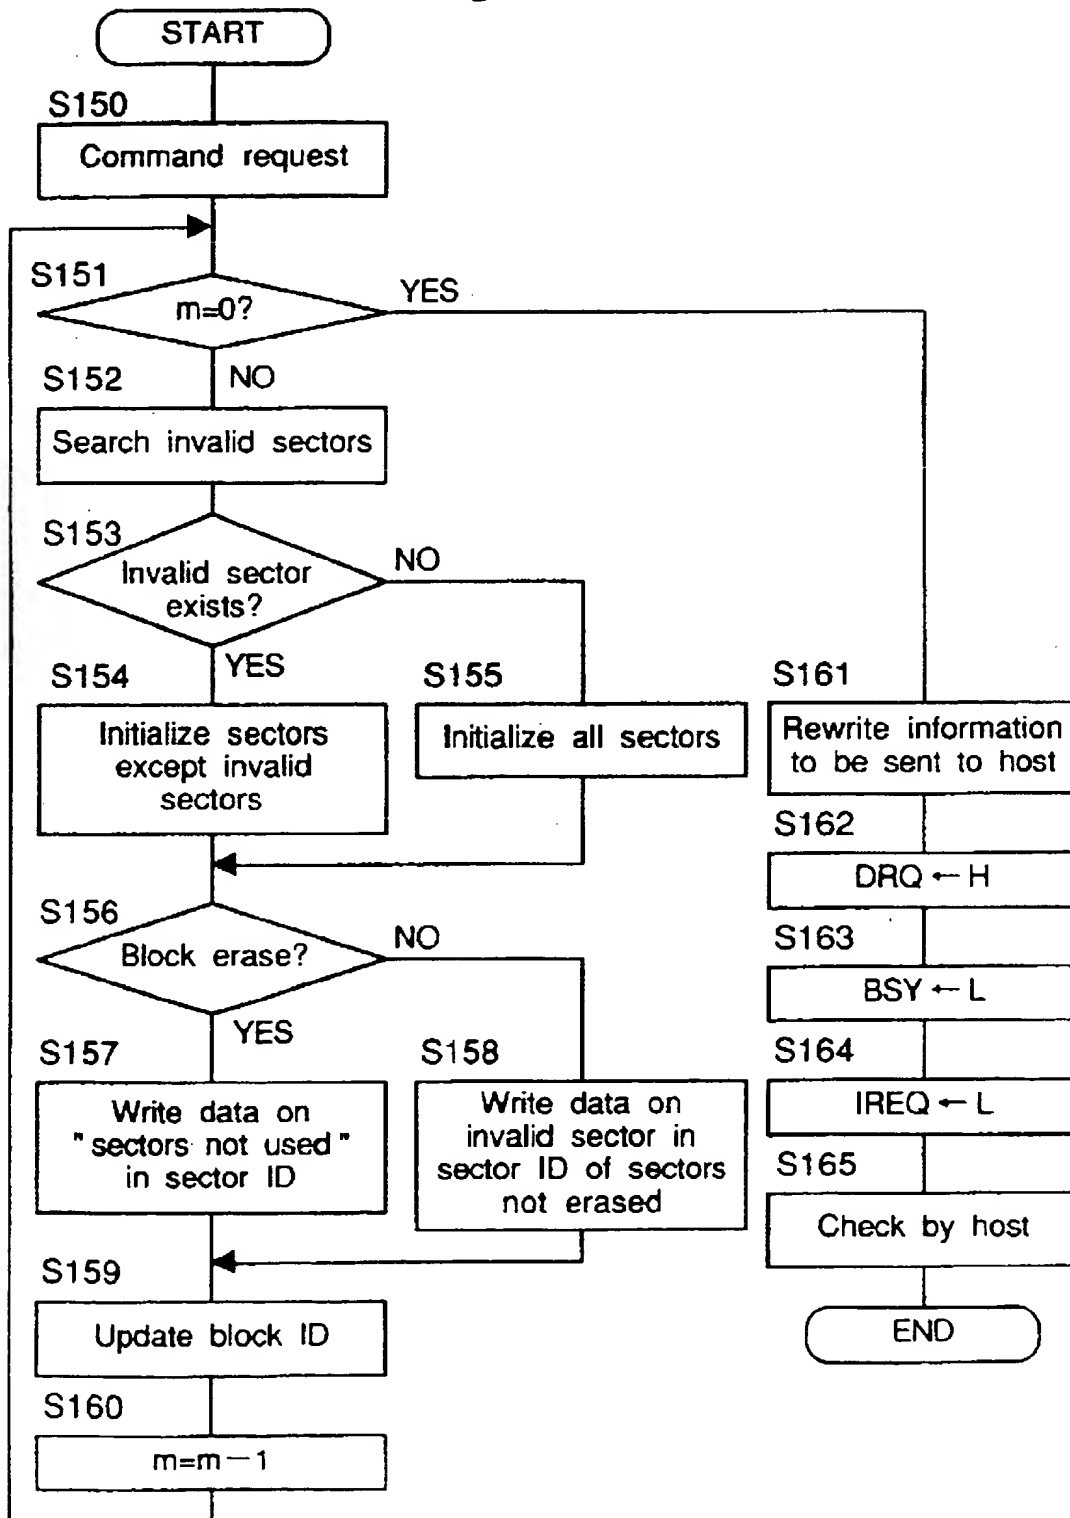 START
S150
Command request
S151
m=0?
YES
NO
S152
Search invalid sectors
S153
Invalid sector
exists?
NO
YES
S154
Initialize sectors
except invalid
sectors
S155
Initialize all sectors
S156
Block erase?
NO
YES
S157
Write data on
"sectors not used"
in sector ID
S158
Write data on
invalid sector in
sector ID of sectors
not erased
S159
Update block ID
S160
m=m−1
S161
Rewrite information
to be sent to host
S162
DRQ ← H
S163
BSY ← L
S164
IREQ ← L
S165
Check by host
END